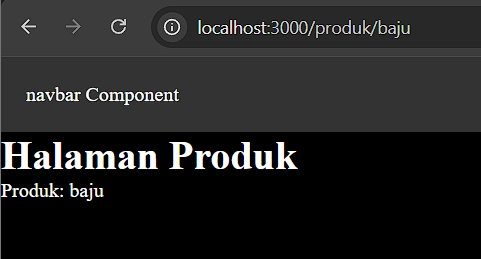 localhost:3000/produk/baju
navbar Component
Halaman Produk
Produk: baju